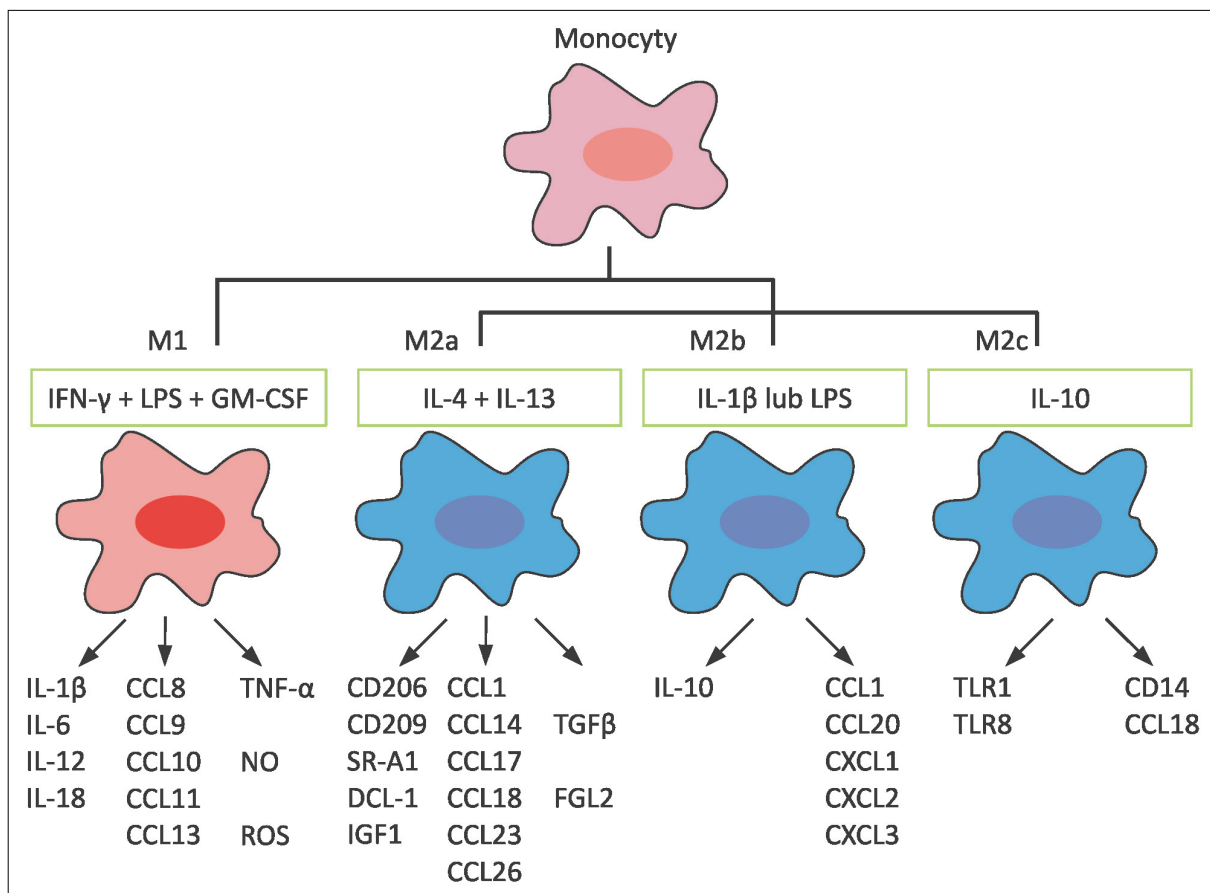 Monocyty
M1
M2a
M2b
M2c
IFN-γ + LPS + GM-CSF
IL-4 + IL-13
IL-1β lub LPS
IL-10
IL-1β
IL-6
IL-12
IL-18
CCL8
CCL9
CCL10
CCL11
CCL13
TNF-α
NO
ROS
CD206
CD209
SR-A1
DCL-1
IGF1
CCL1
CCL14
CCL17
CCL18
CCL23
CCL26
TGFβ
FGL2
IL-10
CCL1
CCL20
CXCL1
CXCL2
CXCL3
TLR1
TLR8
CD14
CCL18